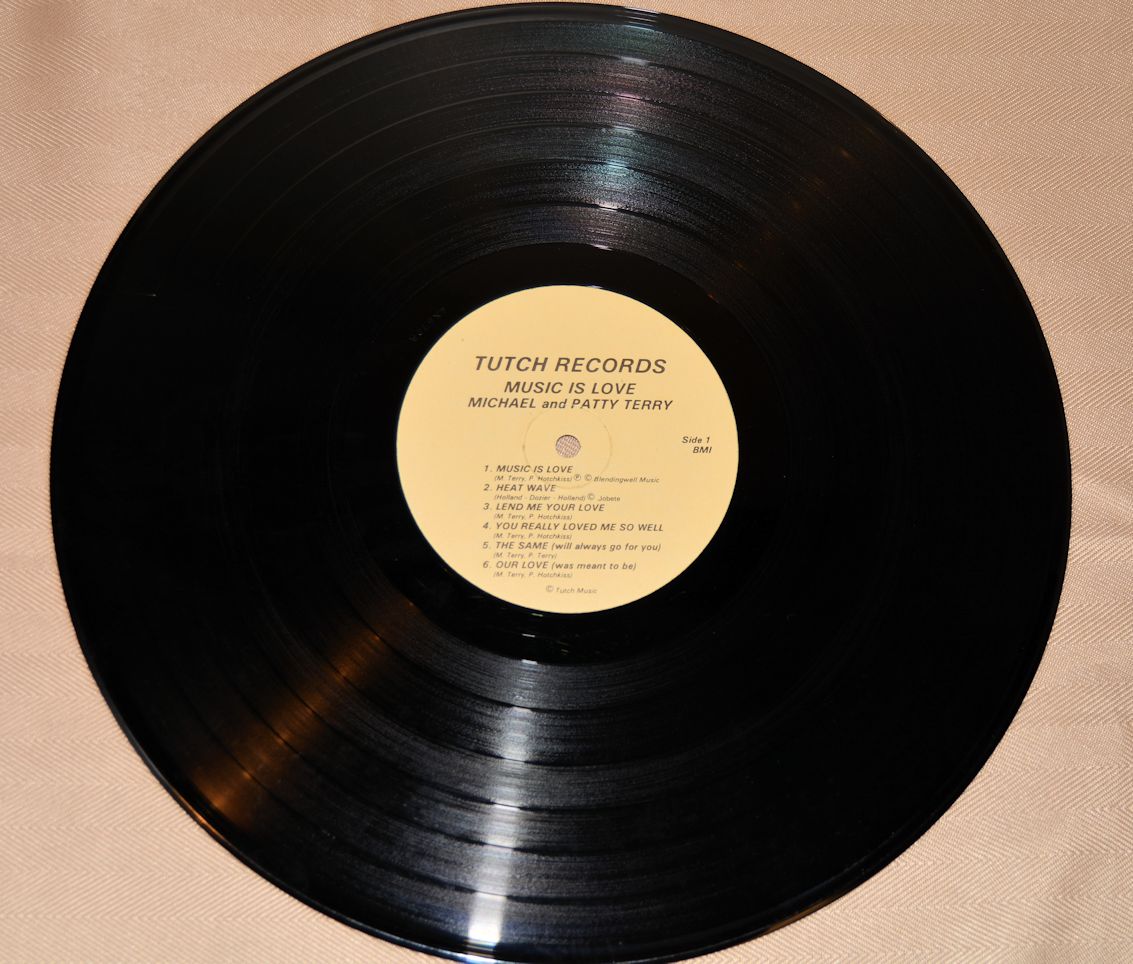 TUTCH RECORDS
MUSIC IS LOVE
MICHAEL and PATTY TERRY
Side 1
BMI
1. MUSIC IS LOVE
(M. Terry, P. Hotchkiss) Ⓟ © Blendingwell Music
2. HEAT WAVE
(Holland - Dozier - Holland) © Jobete
3. LEND ME YOUR LOVE
(M. Terry, P. Hotchkiss)
4. YOU REALLY LOVED ME SO WELL
(M. Terry, P. Hotchkiss)
5. THE SAME (will always go for you)
(M. Terry, P. Terry)
6. OUR LOVE (was meant to be)
(M. Terry, P. Hotchkiss)
© Tutch Music